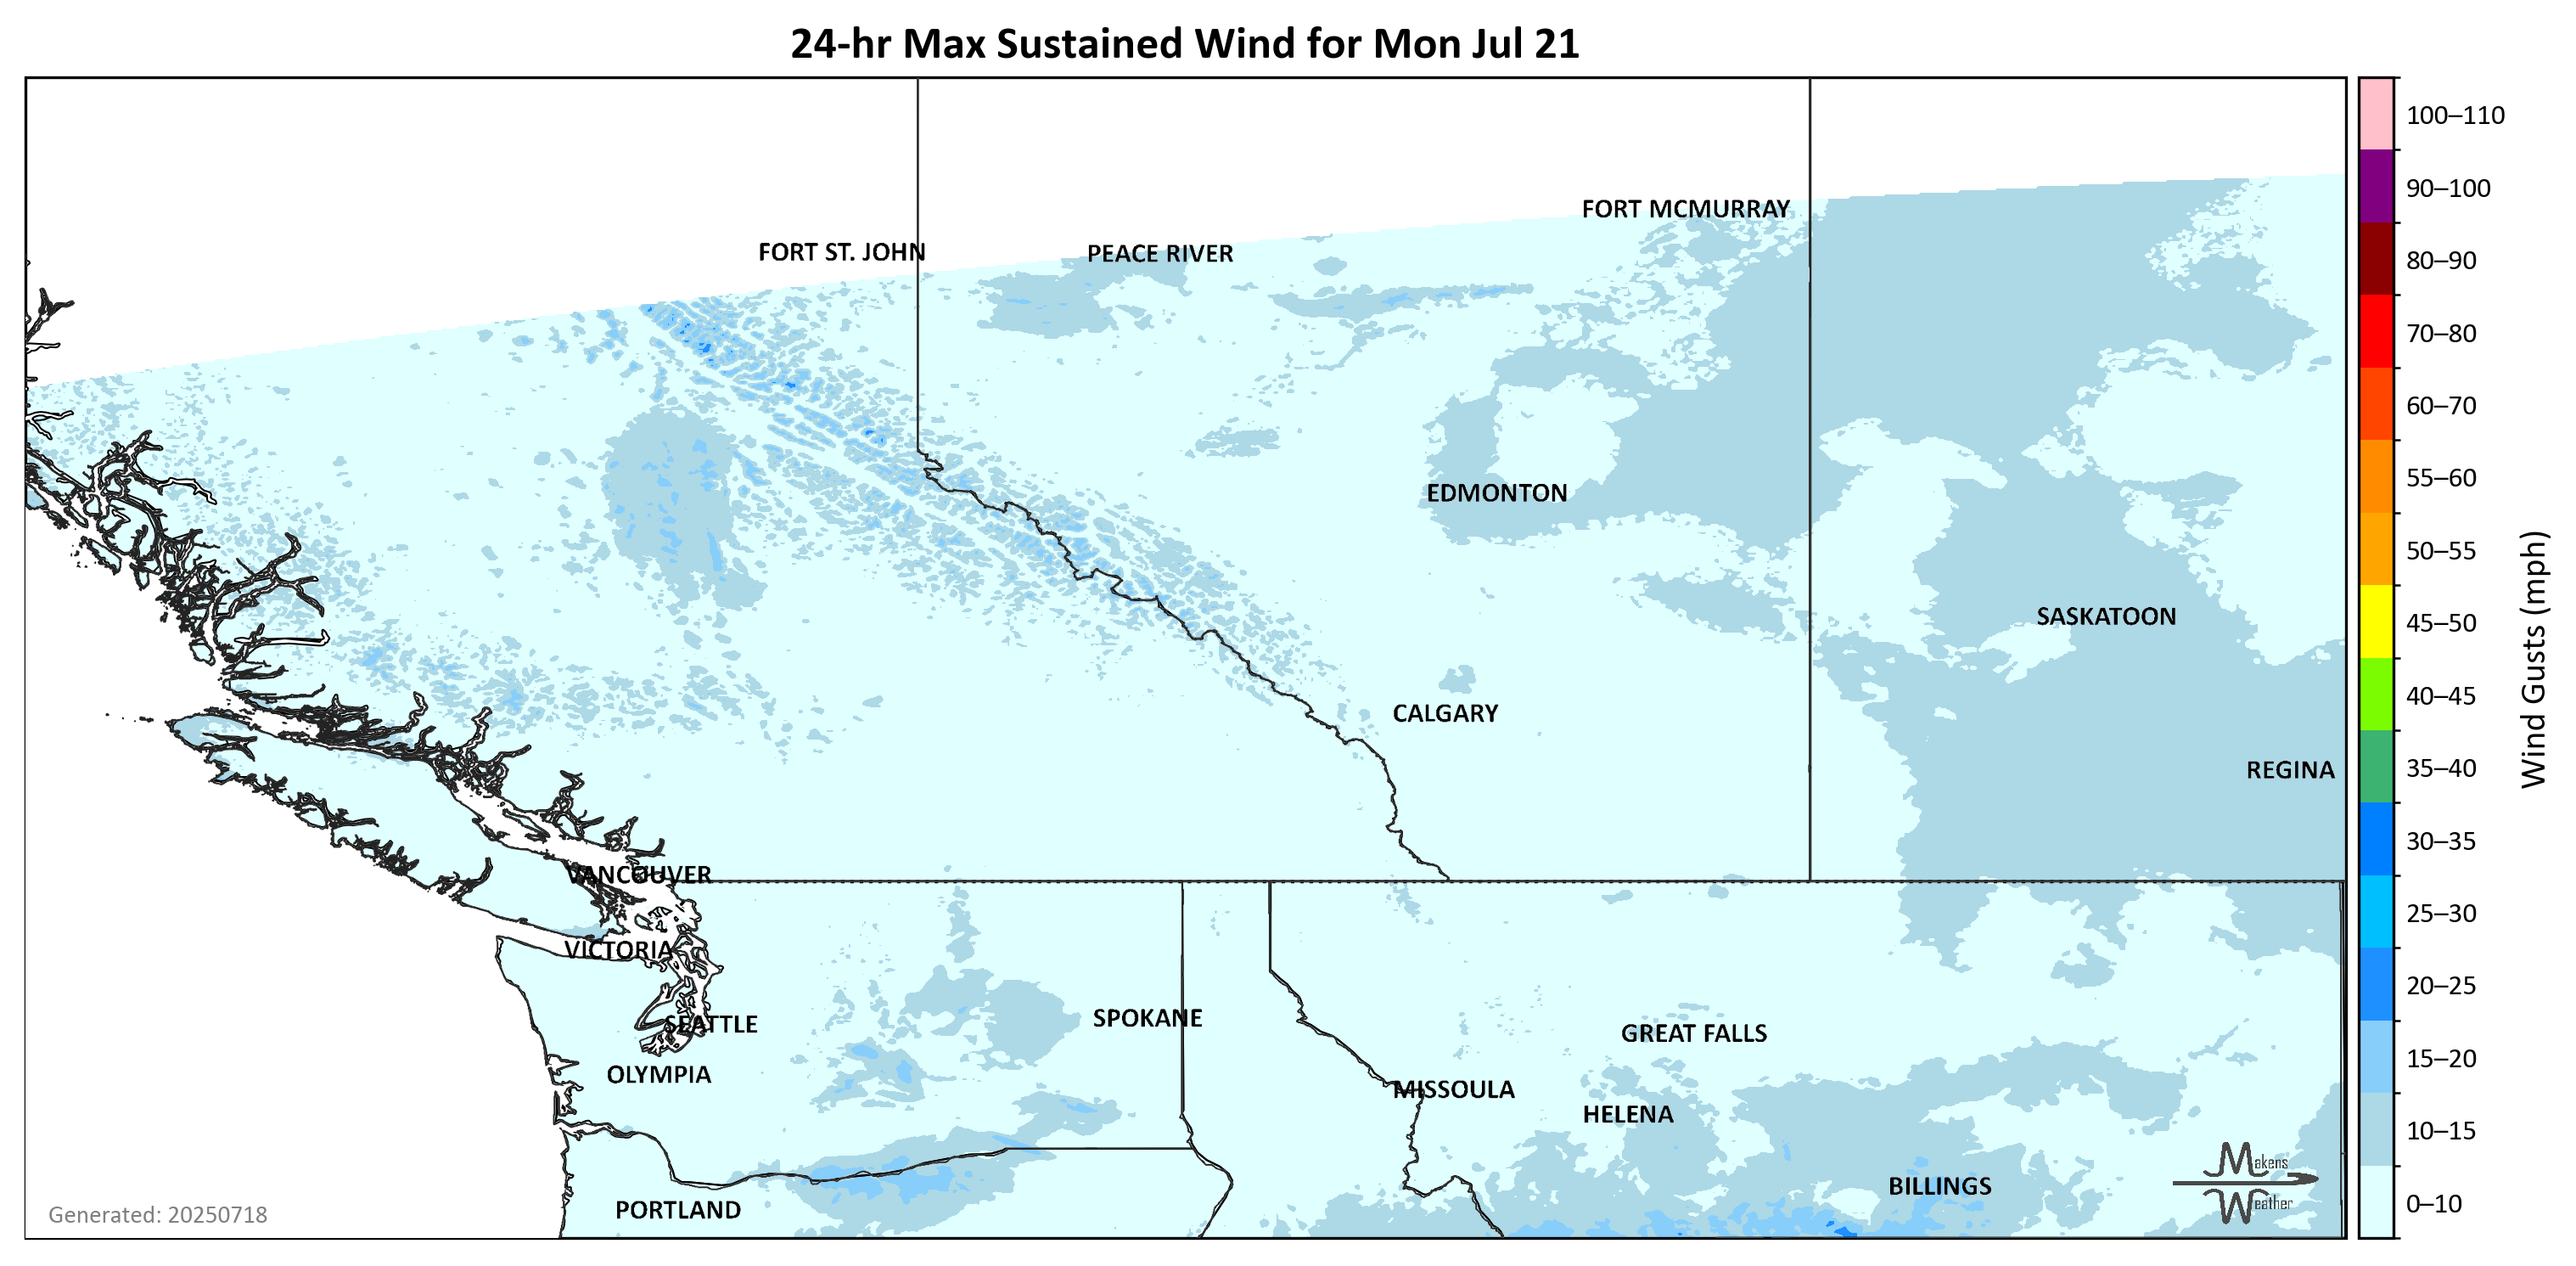 24-hr Max Sustained Wind for Mon Jul 21
FORT MCMURRAY
FORT ST. JOHN
PEACE RIVER
EDMONTON
SASKATOON
CALGARY
REGINA
VANCOUVER
VICTORIA
SEATTLE
SPOKANE
GREAT FALLS
OLYMPIA
MISSOULA
HELENA
BILLINGS
PORTLAND
Makens
Weather
Generated: 20250718
100–110
90–100
80–90
70–80
60–70
55–60
50–55
45–50
40–45
35–40
30–35
25–30
20–25
15–20
10–15
0–10
Wind Gusts (mph)